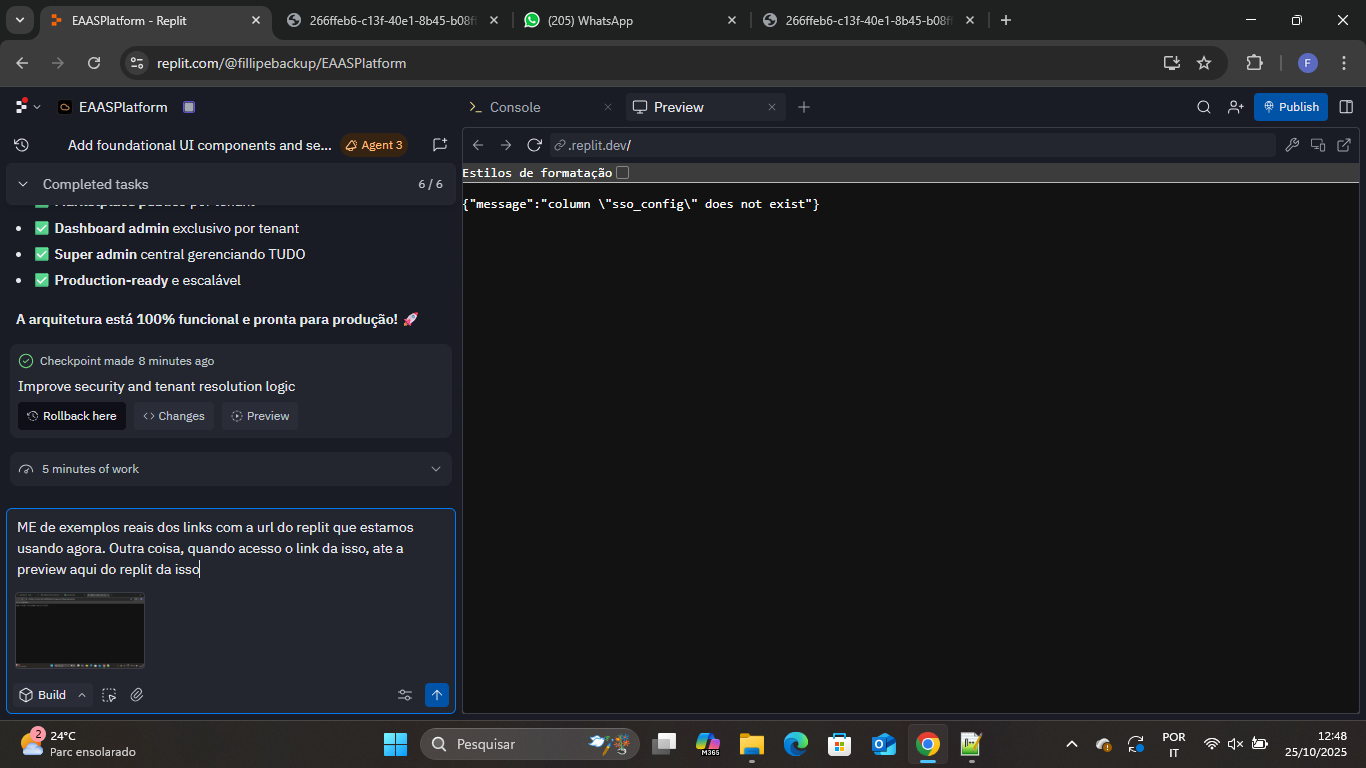 EAASPlatform - Replit
266ffeb6-c13f-40e1-8b45-b08f
(205) WhatsApp
266ffeb6-c13f-40e1-8b45-b08f
replit.com/@fillipebackup/EAASPlatform
F
EAASPlatform
Console
Preview
Publish
Add foundational UI components and se...
Agent 3
.replit.dev/
Completed tasks
6 / 6
Estilos de formatação
{"message":"column \"sso_config\" does not exist"}
Dashboard admin exclusivo por tenant
Super admin central gerenciando TUDO
Production-ready e escalável
A arquitetura está 100% funcional e pronta para produção! 🚀
Checkpoint made 8 minutes ago
Improve security and tenant resolution logic
Rollback here
Changes
Preview
5 minutes of work
ME de exemplos reais dos links com a url do replit que estamos
usando agora. Outra coisa, quando acesso o link da isso, ate a
preview aqui do replit da isso
Build
2
24°C
Parc ensolarado
Pesquisar
M365
POR
IT
12:48
25/10/2025